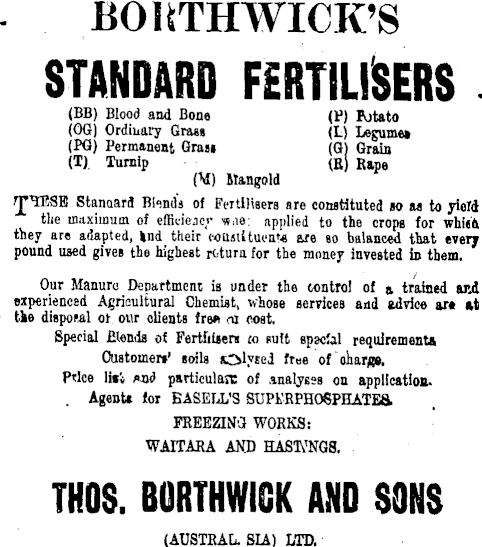 BORTHWICK'S
STANDARD FERTILISERS
(BB) Blood and Bone (P) Potato
(OG) Ordinary Grass (L) Legumes
(PG) Permanent Grass (G) Grain
(T) Turnip (R) Rape
(M) Mangold
THESE Standard Blends of Fertilisers are constituted so as to yield
the maximum of efficiency when applied to the crops for which
they are adapted, and their constituents are so balanced that every
pound used gives the highest return for the money invested in them.
Our Manure Department is under the control of a trained and
experienced Agricultural Chemist, whose services and advice are at
the disposal of our clients free of cost.
Special Blends of Fertilisers to suit special requirements
Customers' soils analysed free of charge.
Price list and particulars of analyses on application.
Agents for HASELL'S SUPERPHOSPHATES.
FREEZING WORKS:
WAITARA AND HASTINGS.
THOS. BORTHWICK AND SONS
(AUSTRALASIA) LTD.